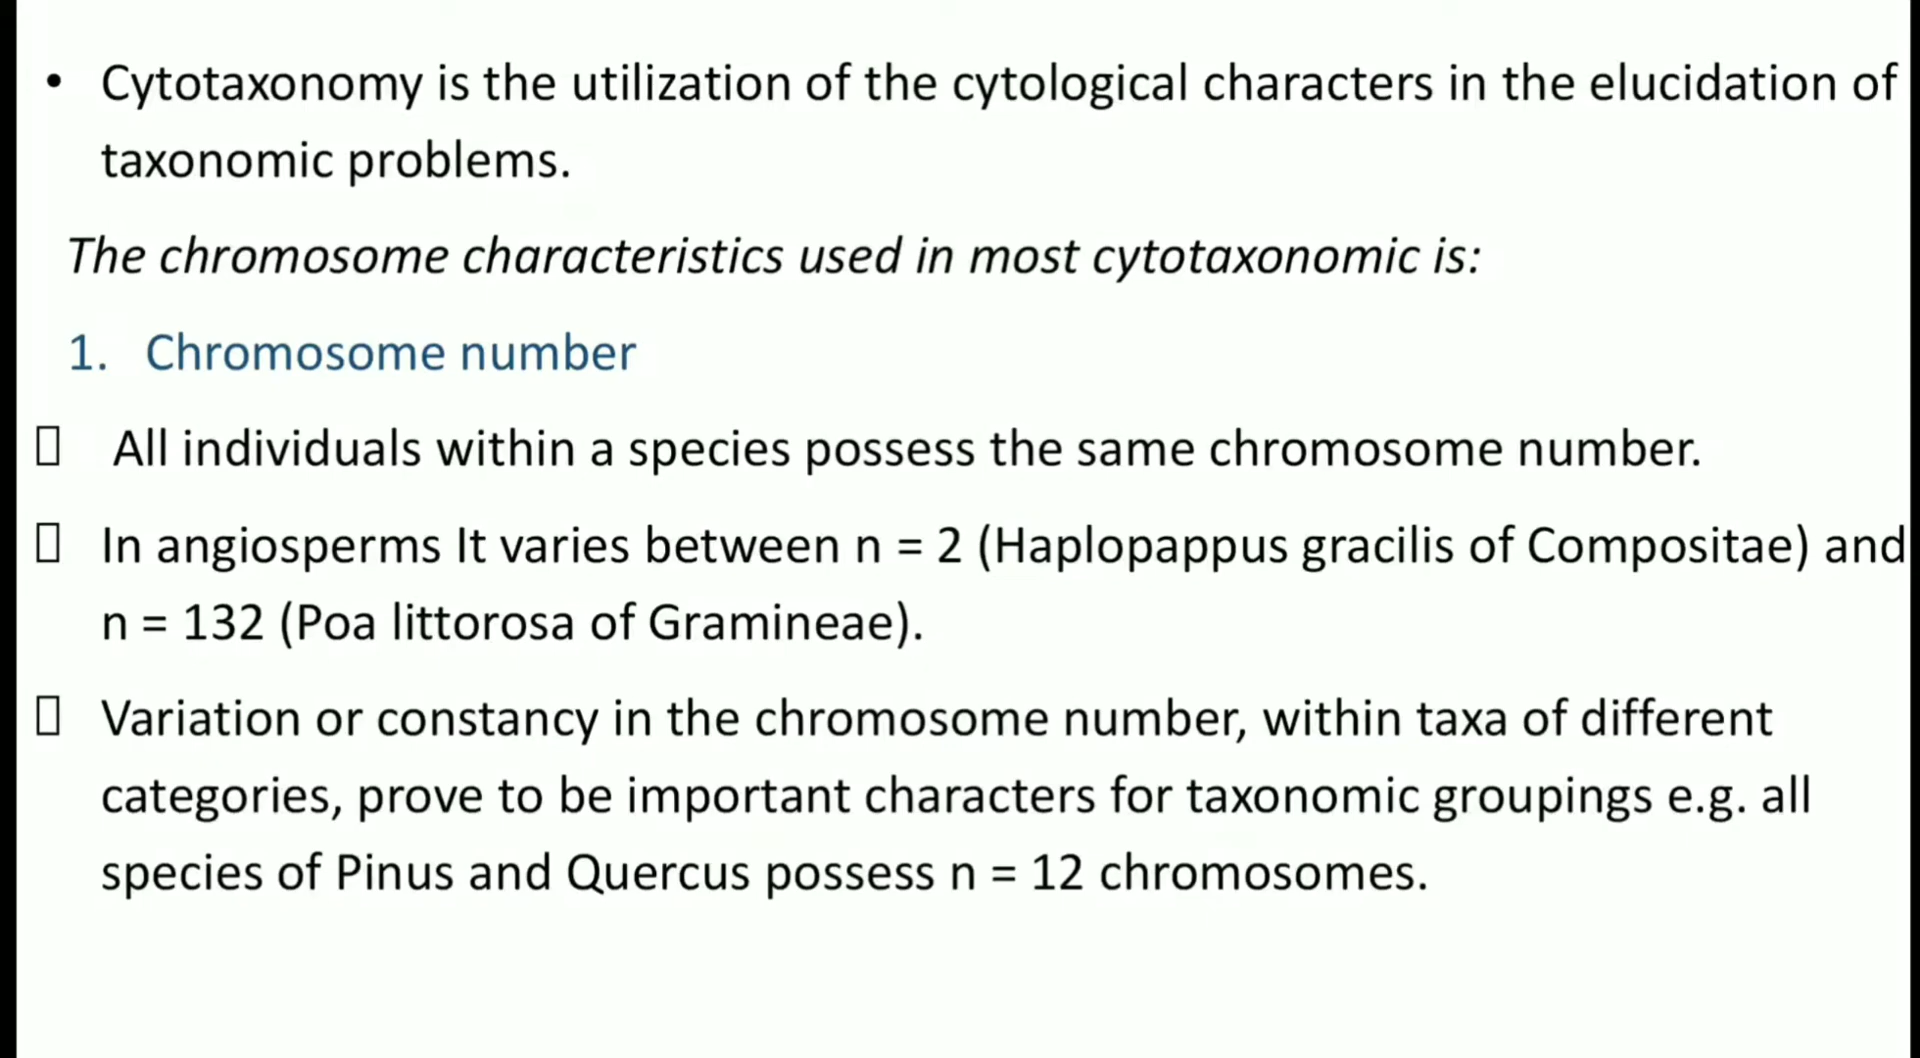 • Cytotaxonomy is the utilization of the cytological characters in the elucidation of
taxonomic problems.
The chromosome characteristics used in most cytotaxonomic is:
1. Chromosome number
All individuals within a species possess the same chromosome number.
In angiosperms It varies between n = 2 (Haplopappus gracilis of Compositae) and
n = 132 (Poa littorosa of Gramineae).
Variation or constancy in the chromosome number, within taxa of different
categories, prove to be important characters for taxonomic groupings e.g. all
species of Pinus and Quercus possess n = 12 chromosomes.